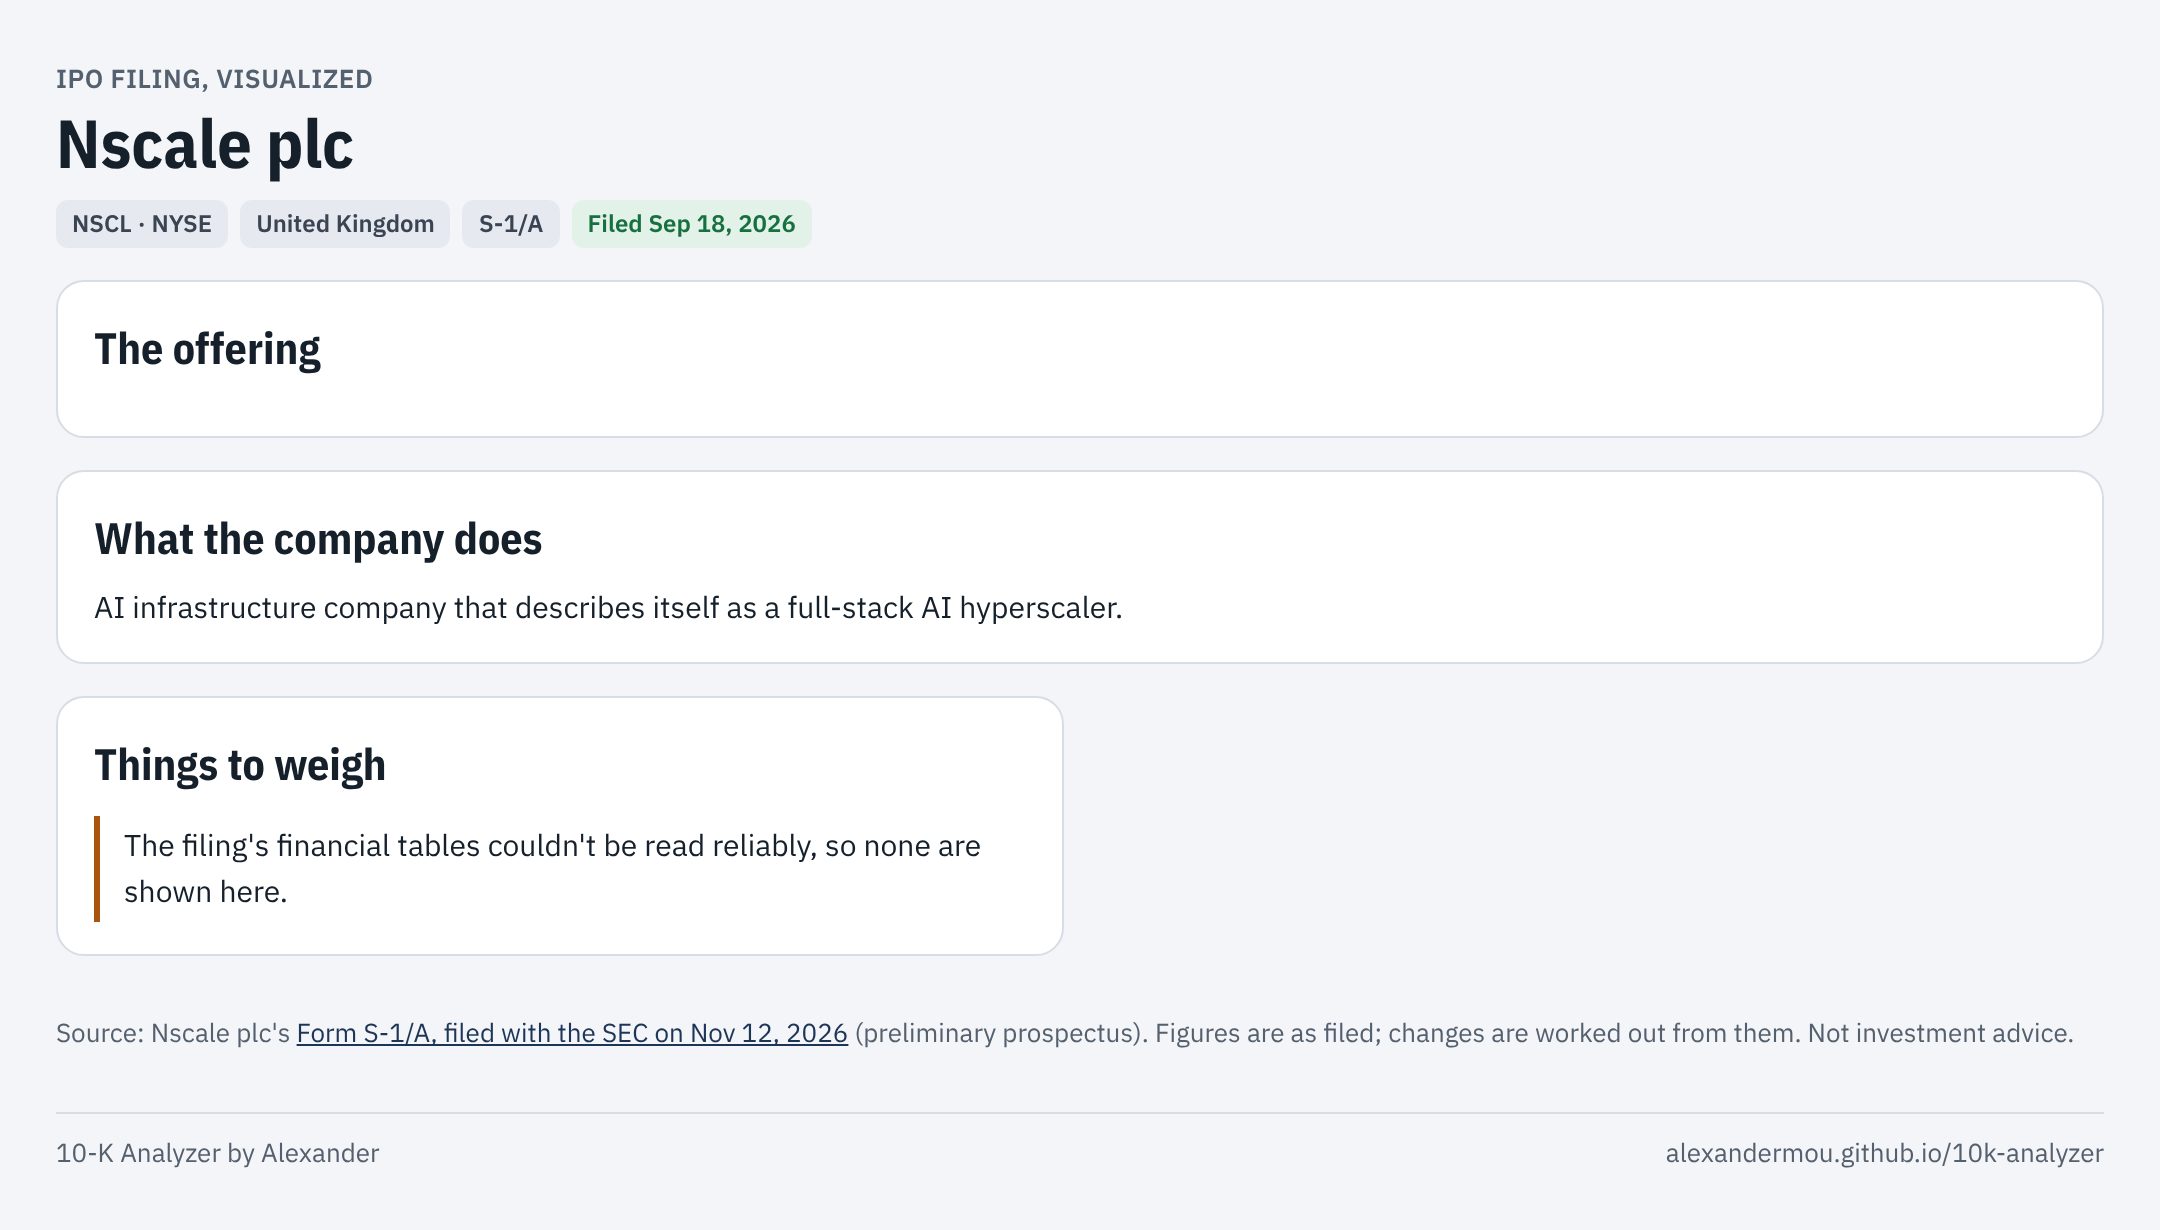 IPO FILING, VISUALIZED
Nscale plc
NSCL · NYSE United Kingdom S-1/A Filed Sep 18, 2026
The offering
What the company does
AI infrastructure company that describes itself as a full-stack AI hyperscaler.
Things to weigh
The filing's financial tables couldn't be read reliably, so none are
shown here.
Source: Nscale plc's Form S-1/A, filed with the SEC on Nov 12, 2026 (preliminary prospectus). Figures are as filed; changes are worked out from them. Not investment advice.
10-K Analyzer by Alexander
alexandermou.github.io/10k-analyzer